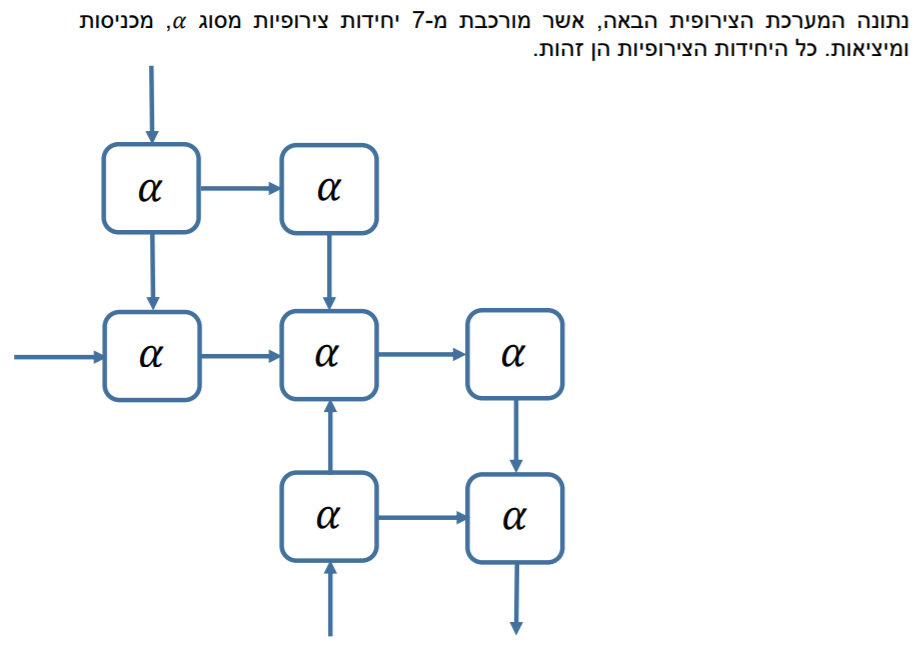 נתונה המערכת הצירופית הבאה, אשר מורכבת מ-7 יחידות צירופיות מסוג α, מכניסות
ומיציאות. כל היחידות הצירופיות הן זהות.
α
α
α
α
α
α
α